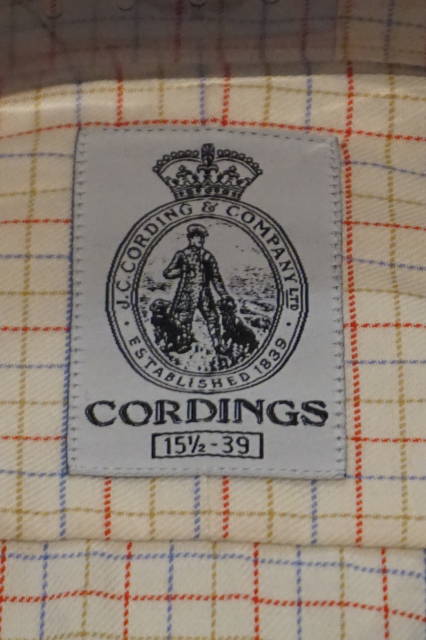 J.C.CORDING & COMPANY LTD
· ESTABLISHED 1839 ·
CORDINGS
15½ - 39